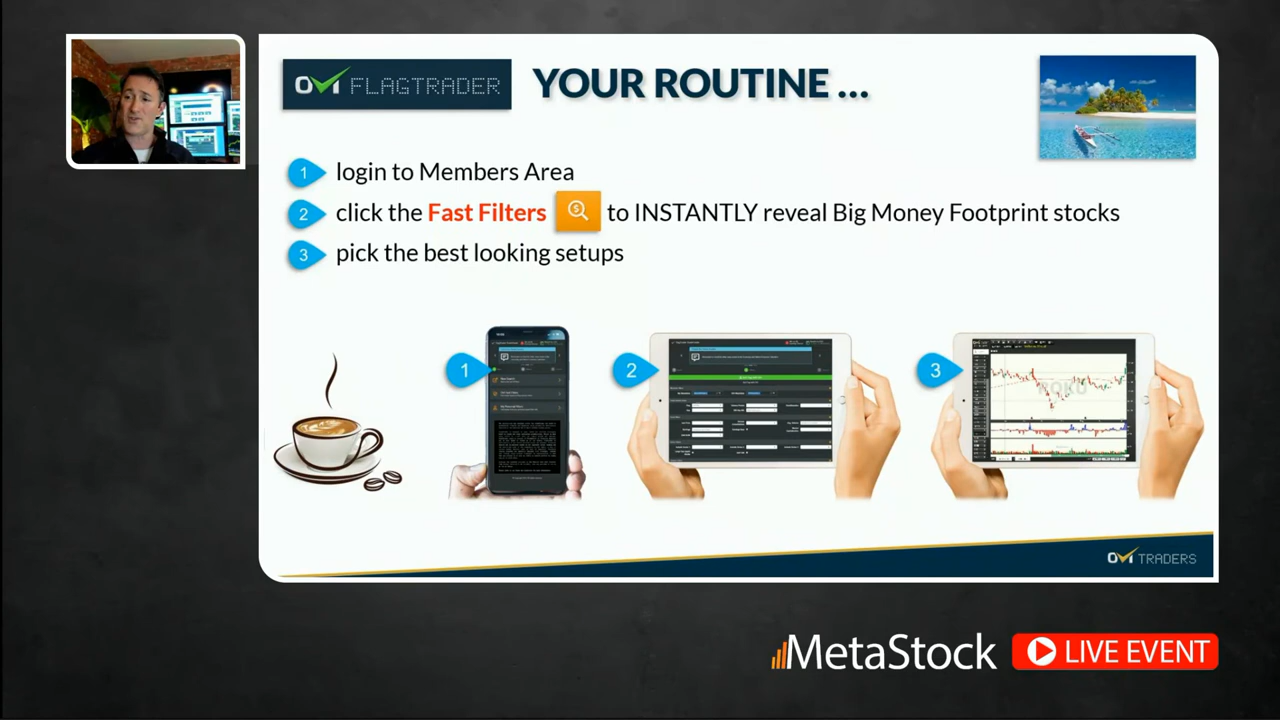 OVI FLAGTRADER
YOUR ROUTINE ...
1 login to Members Area
2 click the Fast Filters to INSTANTLY reveal Big Money Footprint stocks
3 pick the best looking setups
1
2
3
ROKU
OVI TRADERS
MetaStock
LIVE EVENT